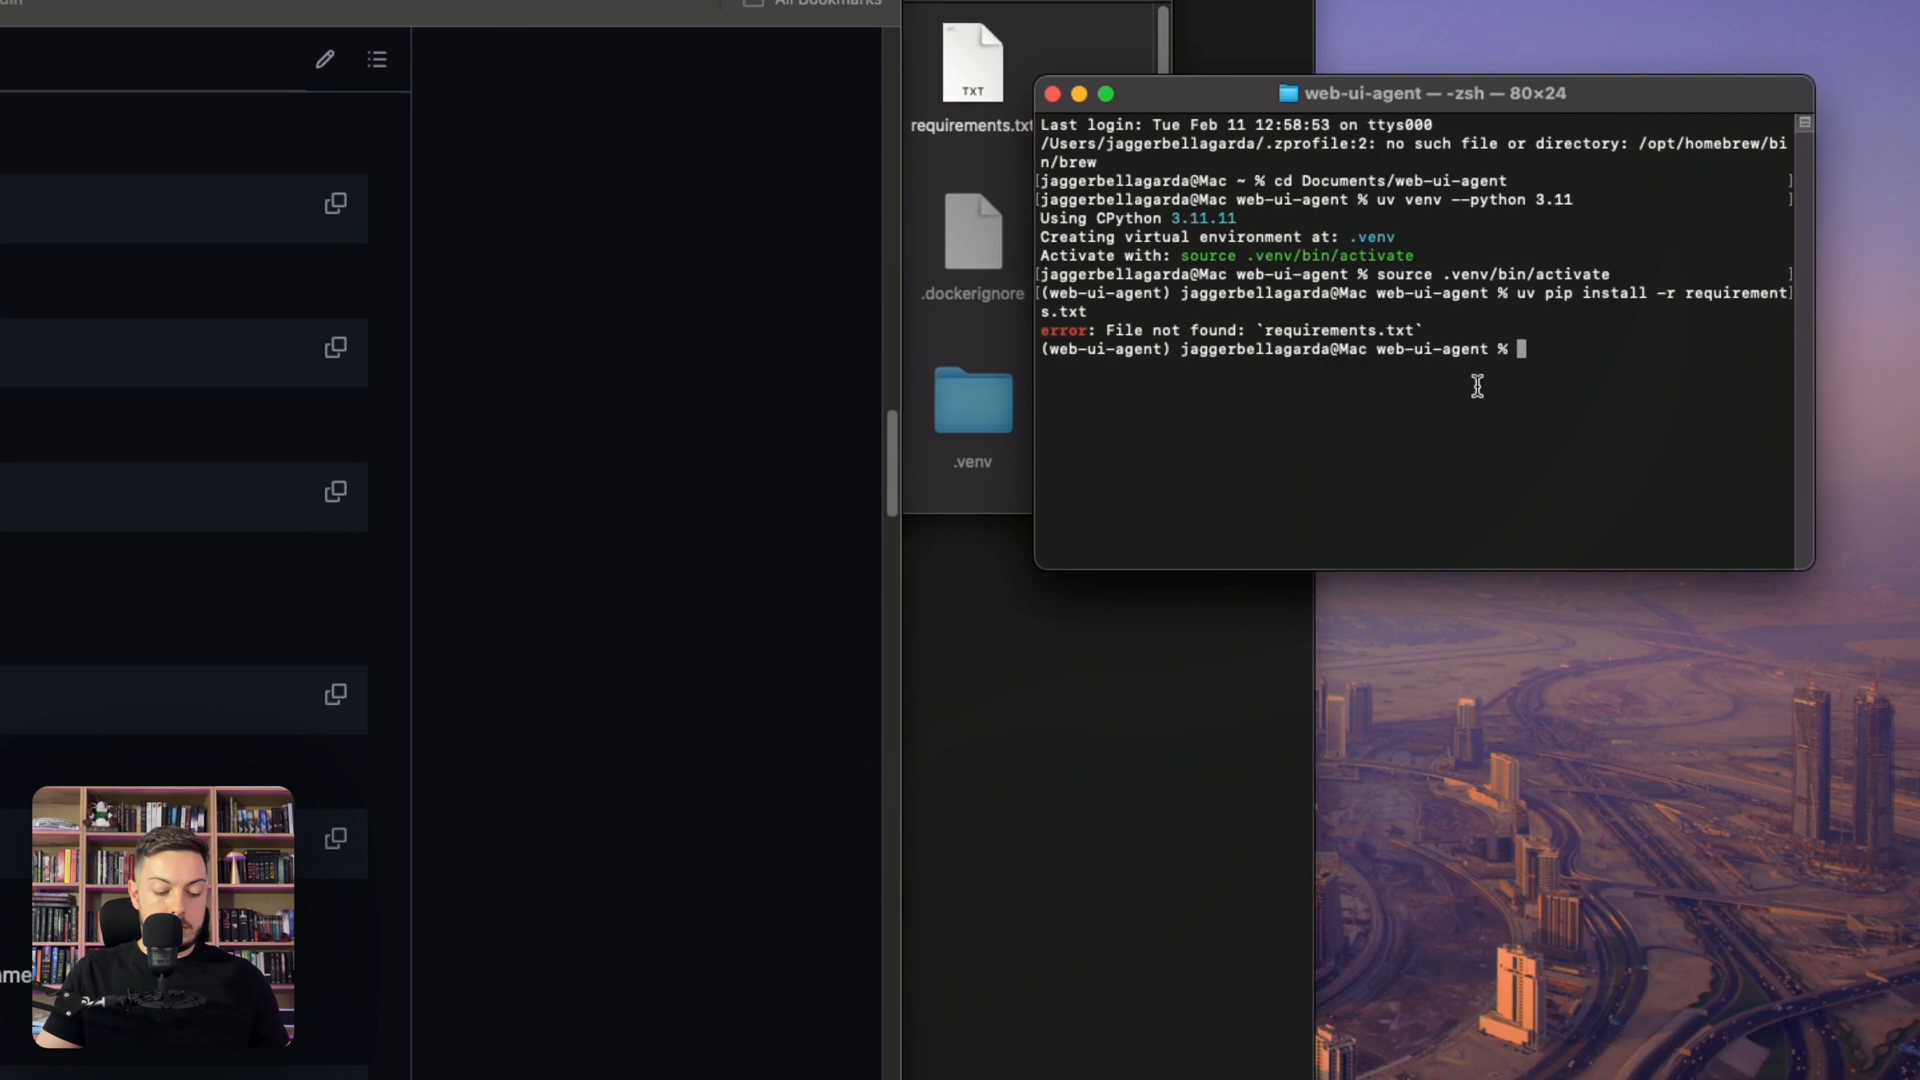 All Bookmarks
TXT
requirements.txt
.dockerignore
.venv
web-ui-agent — -zsh — 80×24
Last login: Tue Feb 11 12:58:53 on ttys000
/Users/jaggerbellagarda/.zprofile:2: no such file or directory: /opt/homebrew/bi
n/brew
[jaggerbellagarda@Mac ~ % cd Documents/web-ui-agent ]
[jaggerbellagarda@Mac web-ui-agent % uv venv --python 3.11 ]
Using CPython 3.11.11
Creating virtual environment at: .venv
Activate with: source .venv/bin/activate
[jaggerbellagarda@Mac web-ui-agent % source .venv/bin/activate ]
[(web-ui-agent) jaggerbellagarda@Mac web-ui-agent % uv pip install -r requirement]
s.txt
error: File not found: `requirements.txt`
(web-ui-agent) jaggerbellagarda@Mac web-ui-agent %